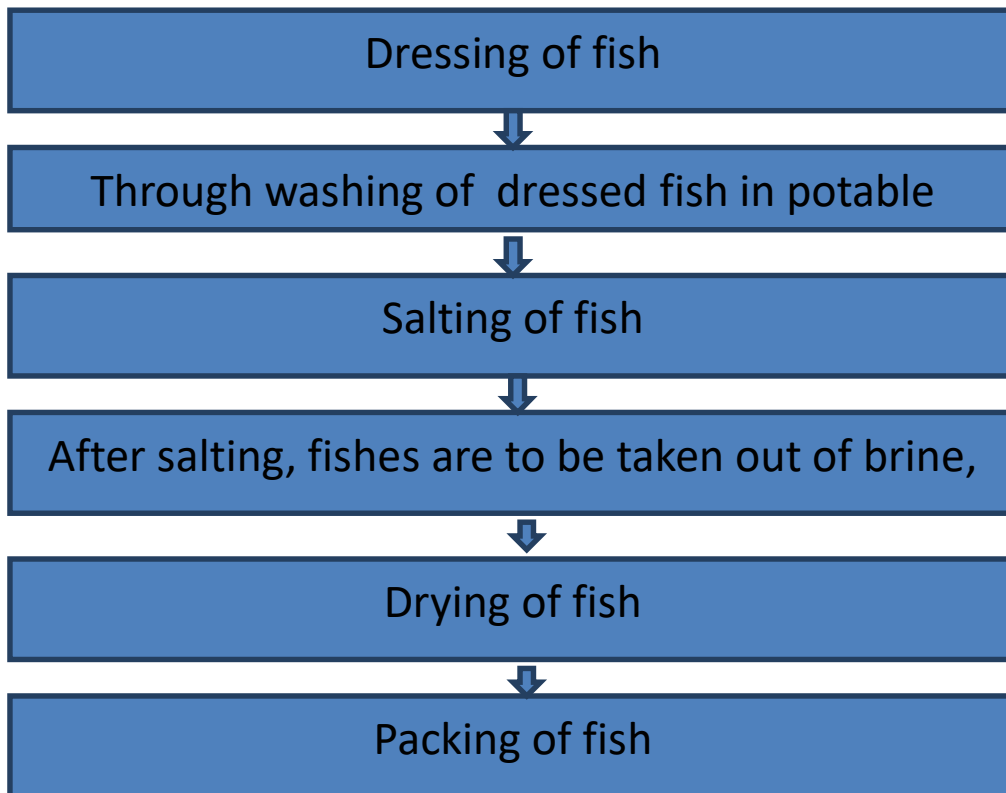 Dressing of fish
Through washing of dressed fish in potable
Salting of fish
After salting, fishes are to be taken out of brine,
Drying of fish
Packing of fish